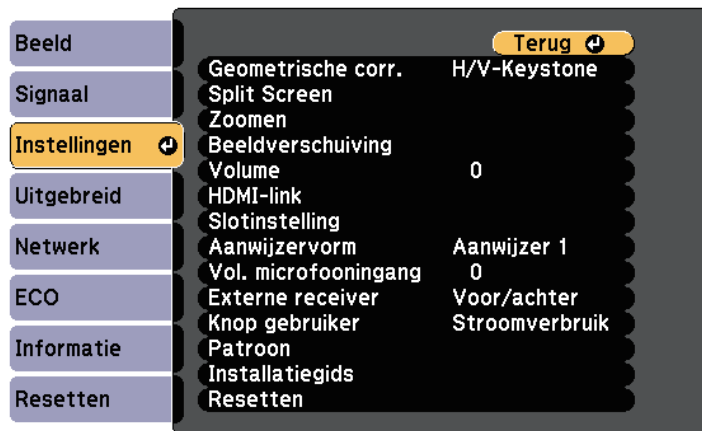 Beeld
Signaal
Instellingen
Uitgebreid
Netwerk
ECO
Informatie
Resetten
Terug
Geometrische corr. H/V-Keystone
Split Screen
Zoomen
Beeldverschuiving
Volume 0
HDMI-link
Slotinstelling
Aanwijzervorm Aanwijzer 1
Vol. microfooningang 0
Externe receiver Voor/achter
Knop gebruiker Stroomverbruik
Patroon
Installatiegids
Resetten